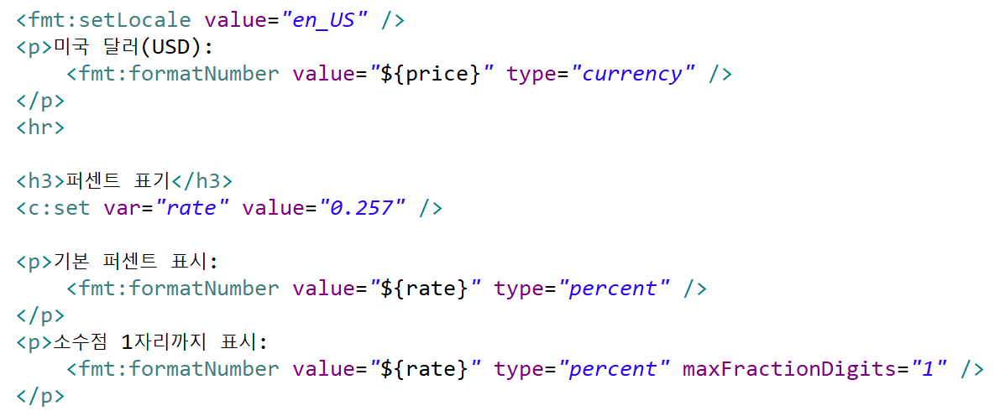 <fmt:setLocale value="en_US" />
<p>미국 달러(USD):
    <fmt:formatNumber value="${price}" type="currency" />
</p>
<hr>

<h3>퍼센트 표기</h3>
<c:set var="rate" value="0.257" />

<p>기본 퍼센트 표시:
    <fmt:formatNumber value="${rate}" type="percent" />
</p>
<p>소수점 1자리까지 표시:
    <fmt:formatNumber value="${rate}" type="percent" maxFractionDigits="1" />
</p>